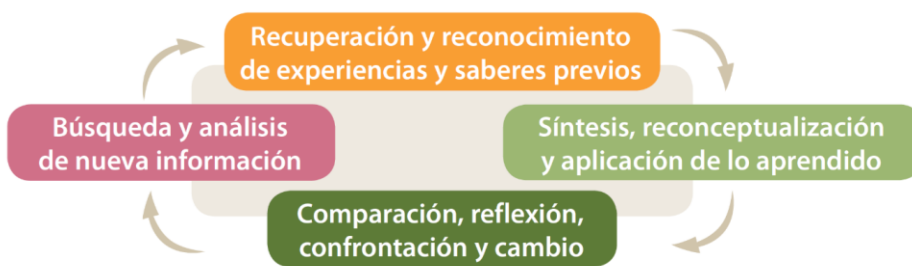 Recuperación y reconocimiento
de experiencias y saberes previos
Búsqueda y análisis
de nueva información
Síntesis, reconceptualización
y aplicación de lo aprendido
Comparación, reflexión,
confrontación y cambio